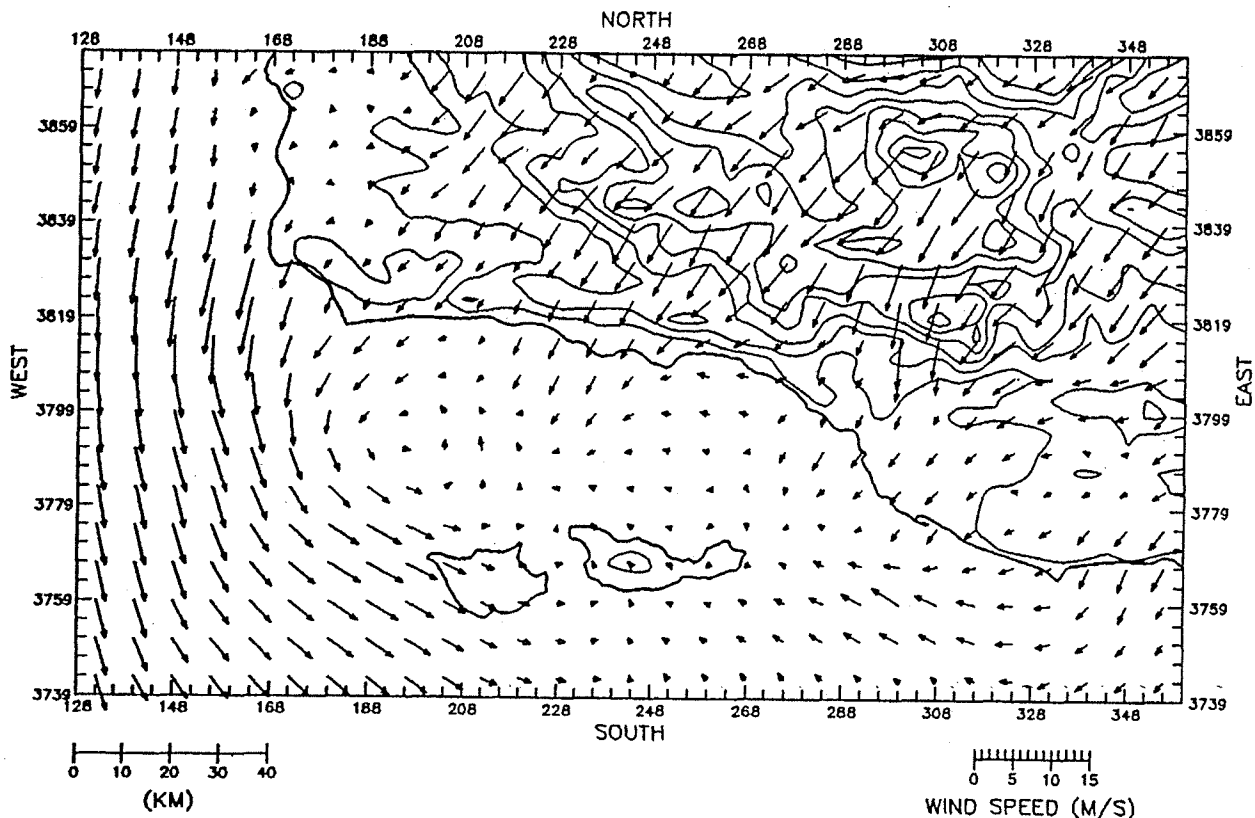 NORTH
128 148 168 188 208 228 248 268 288 308 328 348
3859 3859
3839 3839
3819 3819
WEST EAST
3799 3799
3779 3779
3759 3759
3739 3739
128 148 168 188 208 228 248 268 288 308 328 348
SOUTH
0 10 20 30 40
(KM)
0 5 10 15
WIND SPEED (M/S)